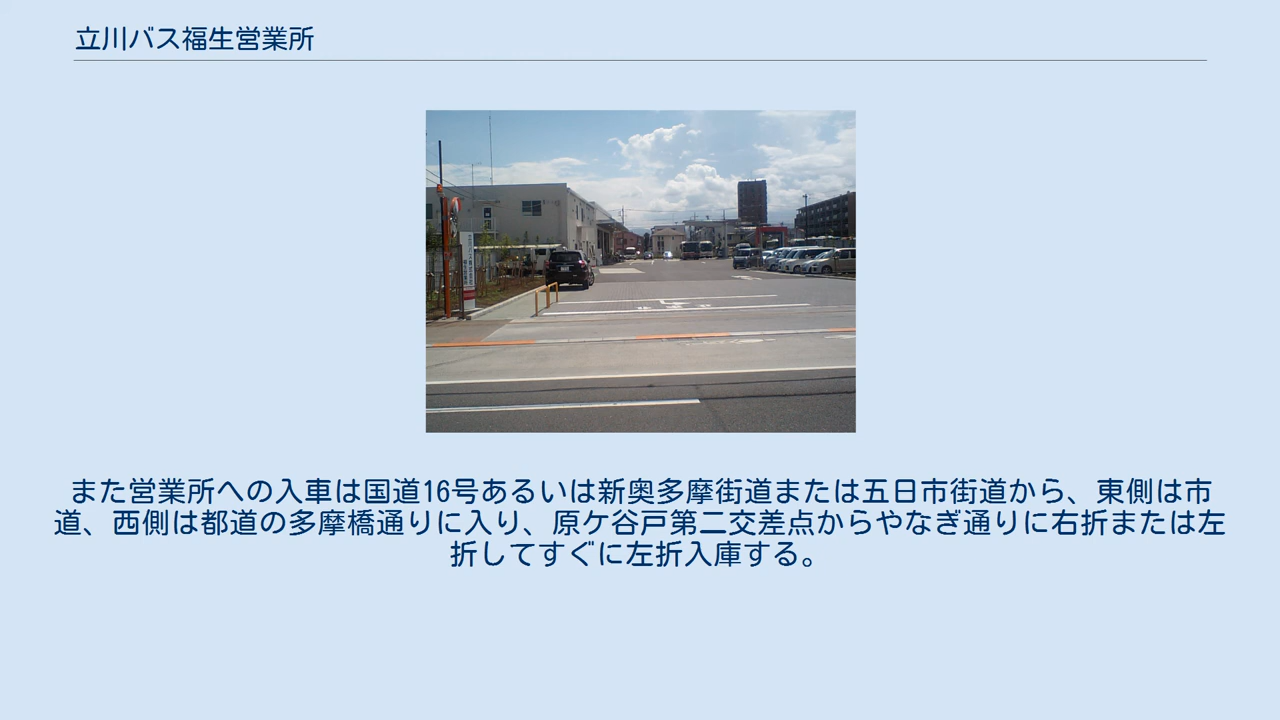 立川バス福生営業所
また営業所への入車は国道16号あるいは新奥多摩街道または五日市街道から、東側は市
道、西側は都道の多摩橋通りに入り、原ケ谷戸第二交差点からやなぎ通りに右折または左
折してすぐに左折入庫する。